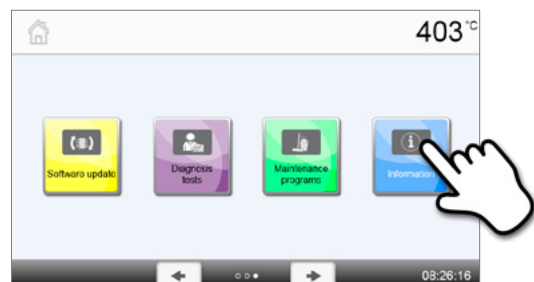 403 °C
Software update
Diagnosis
tests
Maintenance
programs
Information
08:26:16